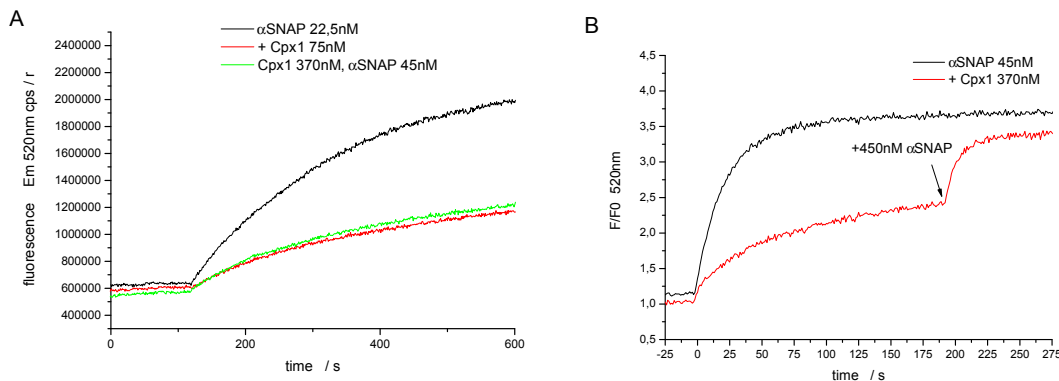 A
αSNAP 22,5nM
+ Cpx1 75nM
Cpx1 370nM, αSNAP 45nM
2400000
2200000
2000000
1800000
1600000
1400000
1200000
1000000
800000
600000
400000
fluorescence Em 520nm cps / r
0
200
400
600
time / s
B
αSNAP 45nM
+ Cpx1 370nM
+450nM αSNAP
4,5
4,0
3,5
3,0
2,5
2,0
1,5
1,0
0,5
F/F0 520nm
-25 0 25 50 75 100 125 150 175 200 225 250 275
time / s